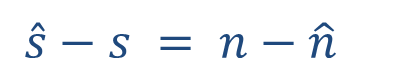 ŝ − s = n − n̂